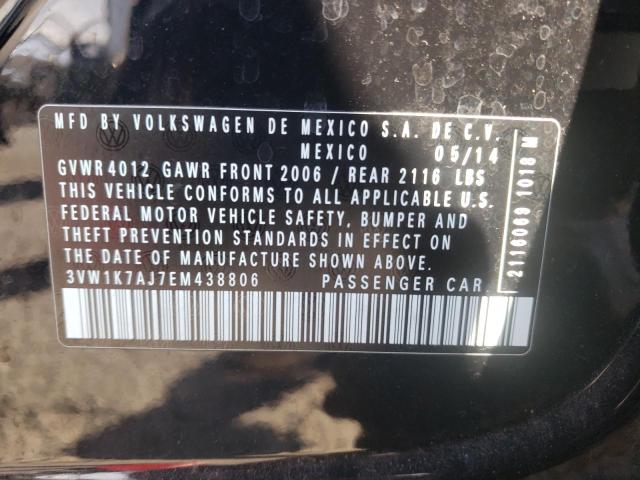 MFD BY VOLKSWAGEN DE MEXICO S.A. DE C.V.
MEXICO 05/14
GVWR 4012 GAWR FRONT 2006 / REAR 2116 LBS
THIS VEHICLE CONFORMS TO ALL APPLICABLE U.S.
FEDERAL MOTOR VEHICLE SAFETY, BUMPER AND
THEFT PREVENTION STANDARDS IN EFFECT ON
THE DATE OF MANUFACTURE SHOWN ABOVE.
3VW1K7AJ7EM438806 PASSENGER CAR
2116069 1018 M